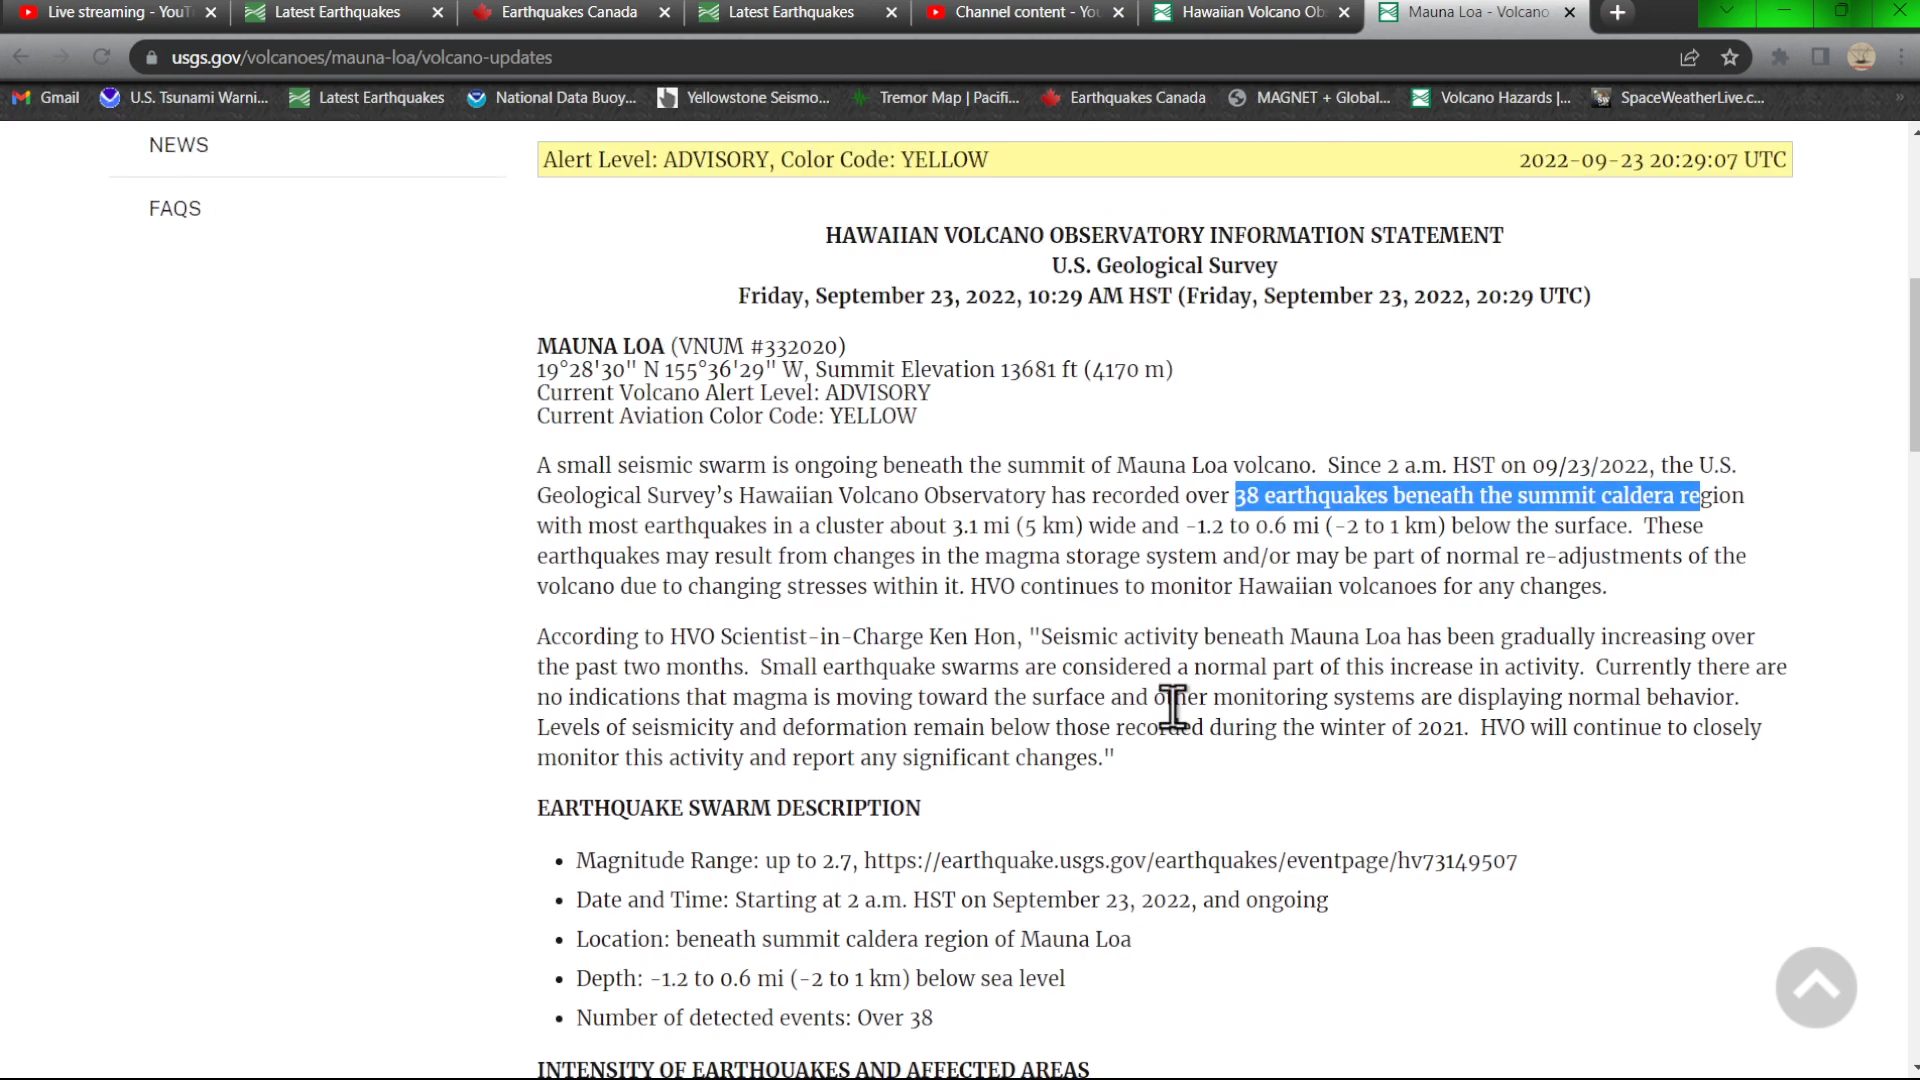 Live streaming - YouT
Latest Earthquakes
Earthquakes Canada
Latest Earthquakes
Channel content - You
Hawaiian Volcano Ob
Mauna Loa - Volcano
usgs.gov/volcanoes/mauna-loa/volcano-updates
Gmail
U.S. Tsunami Warni...
Latest Earthquakes
National Data Buoy...
Yellowstone Seismo...
Tremor Map | Pacifi...
Earthquakes Canada
MAGNET + Global...
Volcano Hazards |...
SpaceWeatherLive.c...
»
NEWS
FAQS
Alert Level: ADVISORY, Color Code: YELLOW 2022-09-23 20:29:07 UTC
HAWAIIAN VOLCANO OBSERVATORY INFORMATION STATEMENT
U.S. Geological Survey
Friday, September 23, 2022, 10:29 AM HST (Friday, September 23, 2022, 20:29 UTC)
MAUNA LOA (VNUM #332020)
19°28'30" N 155°36'29" W, Summit Elevation 13681 ft (4170 m)
Current Volcano Alert Level: ADVISORY
Current Aviation Color Code: YELLOW
A small seismic swarm is ongoing beneath the summit of Mauna Loa volcano. Since 2 a.m. HST on 09/23/2022, the U.S.
Geological Survey’s Hawaiian Volcano Observatory has recorded over 38 earthquakes beneath the summit caldera region
with most earthquakes in a cluster about 3.1 mi (5 km) wide and -1.2 to 0.6 mi (-2 to 1 km) below the surface. These
earthquakes may result from changes in the magma storage system and/or may be part of normal re-adjustments of the
volcano due to changing stresses within it. HVO continues to monitor Hawaiian volcanoes for any changes.
According to HVO Scientist-in-Charge Ken Hon, "Seismic activity beneath Mauna Loa has been gradually increasing over
the past two months. Small earthquake swarms are considered a normal part of this increase in activity. Currently there are
no indications that magma is moving toward the surface and other monitoring systems are displaying normal behavior.
Levels of seismicity and deformation remain below those recorded during the winter of 2021. HVO will continue to closely
monitor this activity and report any significant changes."
EARTHQUAKE SWARM DESCRIPTION
• Magnitude Range: up to 2.7, https://earthquake.usgs.gov/earthquakes/eventpage/hv73149507
• Date and Time: Starting at 2 a.m. HST on September 23, 2022, and ongoing
• Location: beneath summit caldera region of Mauna Loa
• Depth: -1.2 to 0.6 mi (-2 to 1 km) below sea level
• Number of detected events: Over 38
INTENSITY OF EARTHQUAKES AND AFFECTED AREAS